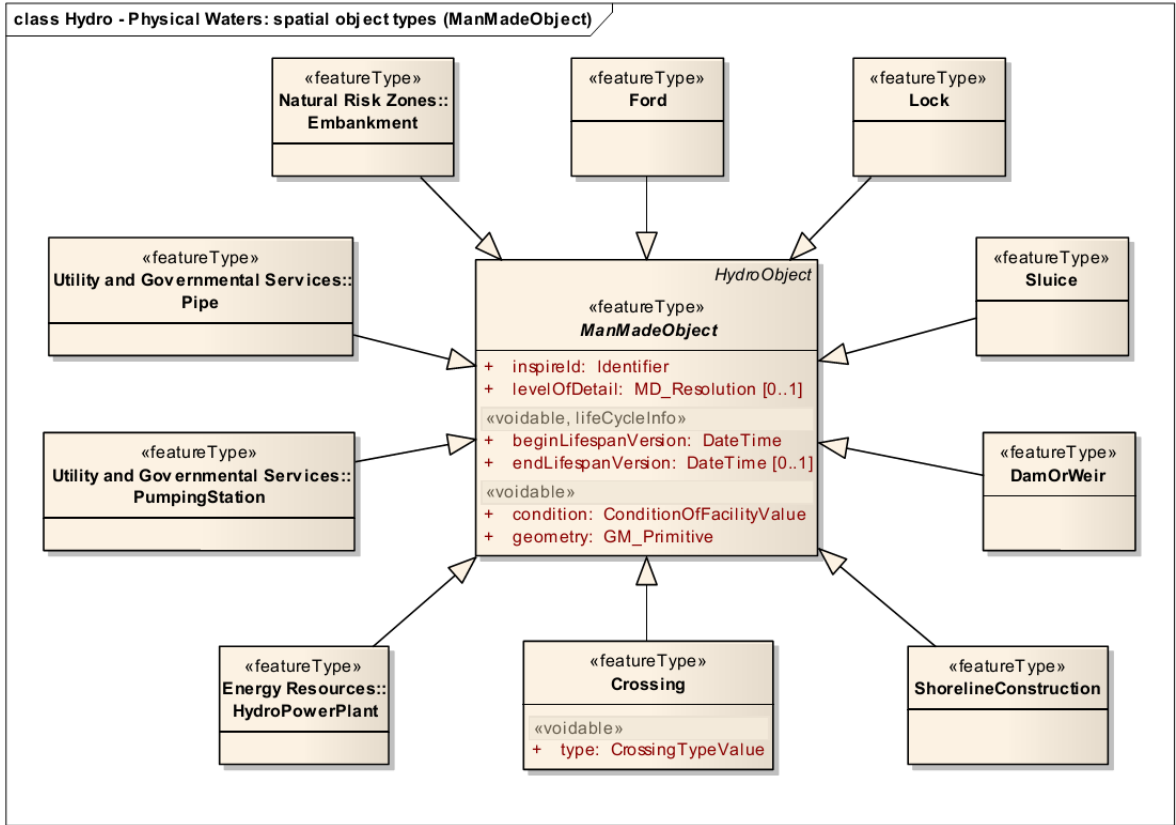 class Hydro - Physical Waters: spatial object types (ManMadeObject)
«featureType»
Natural Risk Zones::
Embankment
«featureType»
Ford
«featureType»
Lock
«featureType»
Utility and Governmental Services::
Pipe
HydroObject
«featureType»
ManMadeObject
+ inspireId: Identifier
+ levelOfDetail: MD_Resolution [0..1]
«voidable, lifeCycleInfo»
+ beginLifespanVersion: DateTime
+ endLifespanVersion: DateTime [0..1]
«voidable»
+ condition: ConditionOfFacilityValue
+ geometry: GM_Primitive
«featureType»
Sluice
«featureType»
Utility and Governmental Services::
PumpingStation
«featureType»
DamOrWeir
«featureType»
Energy Resources::
HydroPowerPlant
«featureType»
Crossing
«voidable»
+ type: CrossingTypeValue
«featureType»
ShorelineConstruction